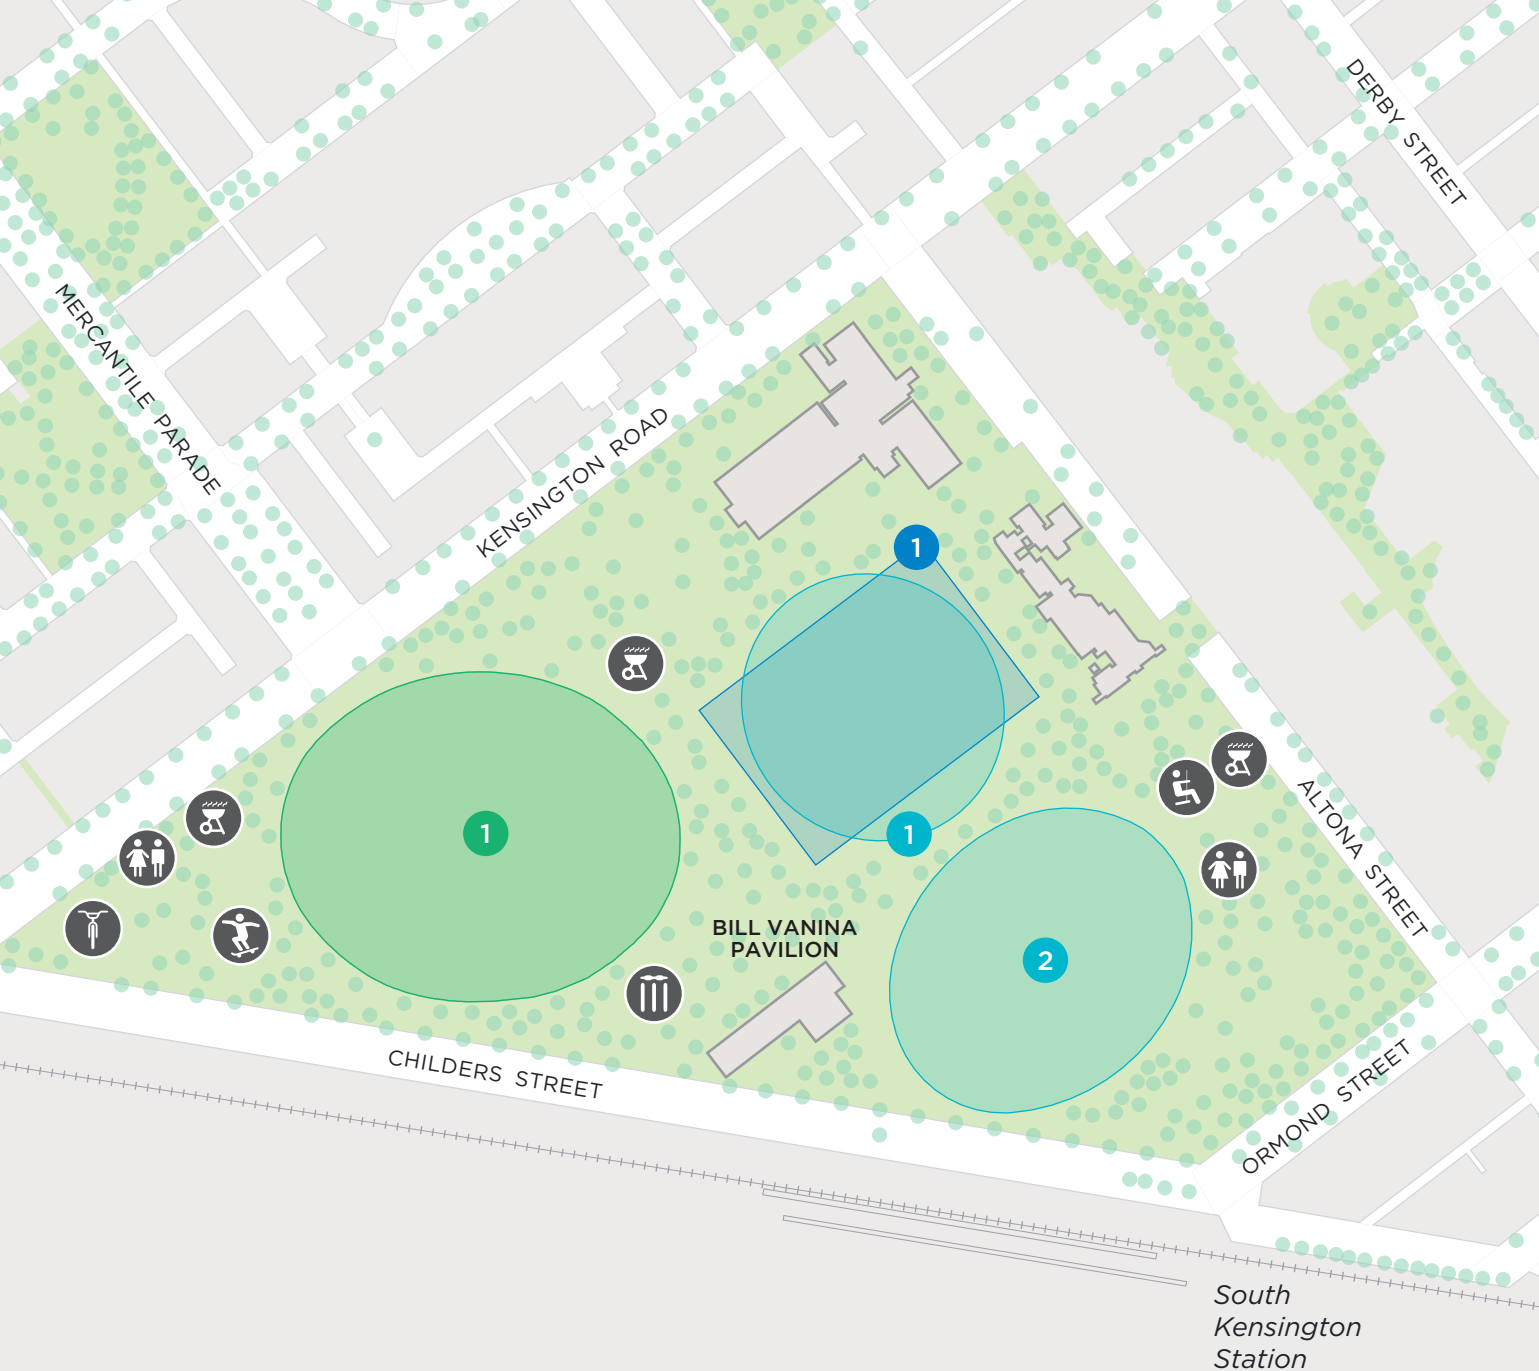 DERBY STREET
MERCANTILE PARADE
KENSINGTON ROAD
1
1
1
ALTONA STREET
BILL VANINA
PAVILION
2
CHILDERS STREET
ORMOND STREET
South
Kensington
Station